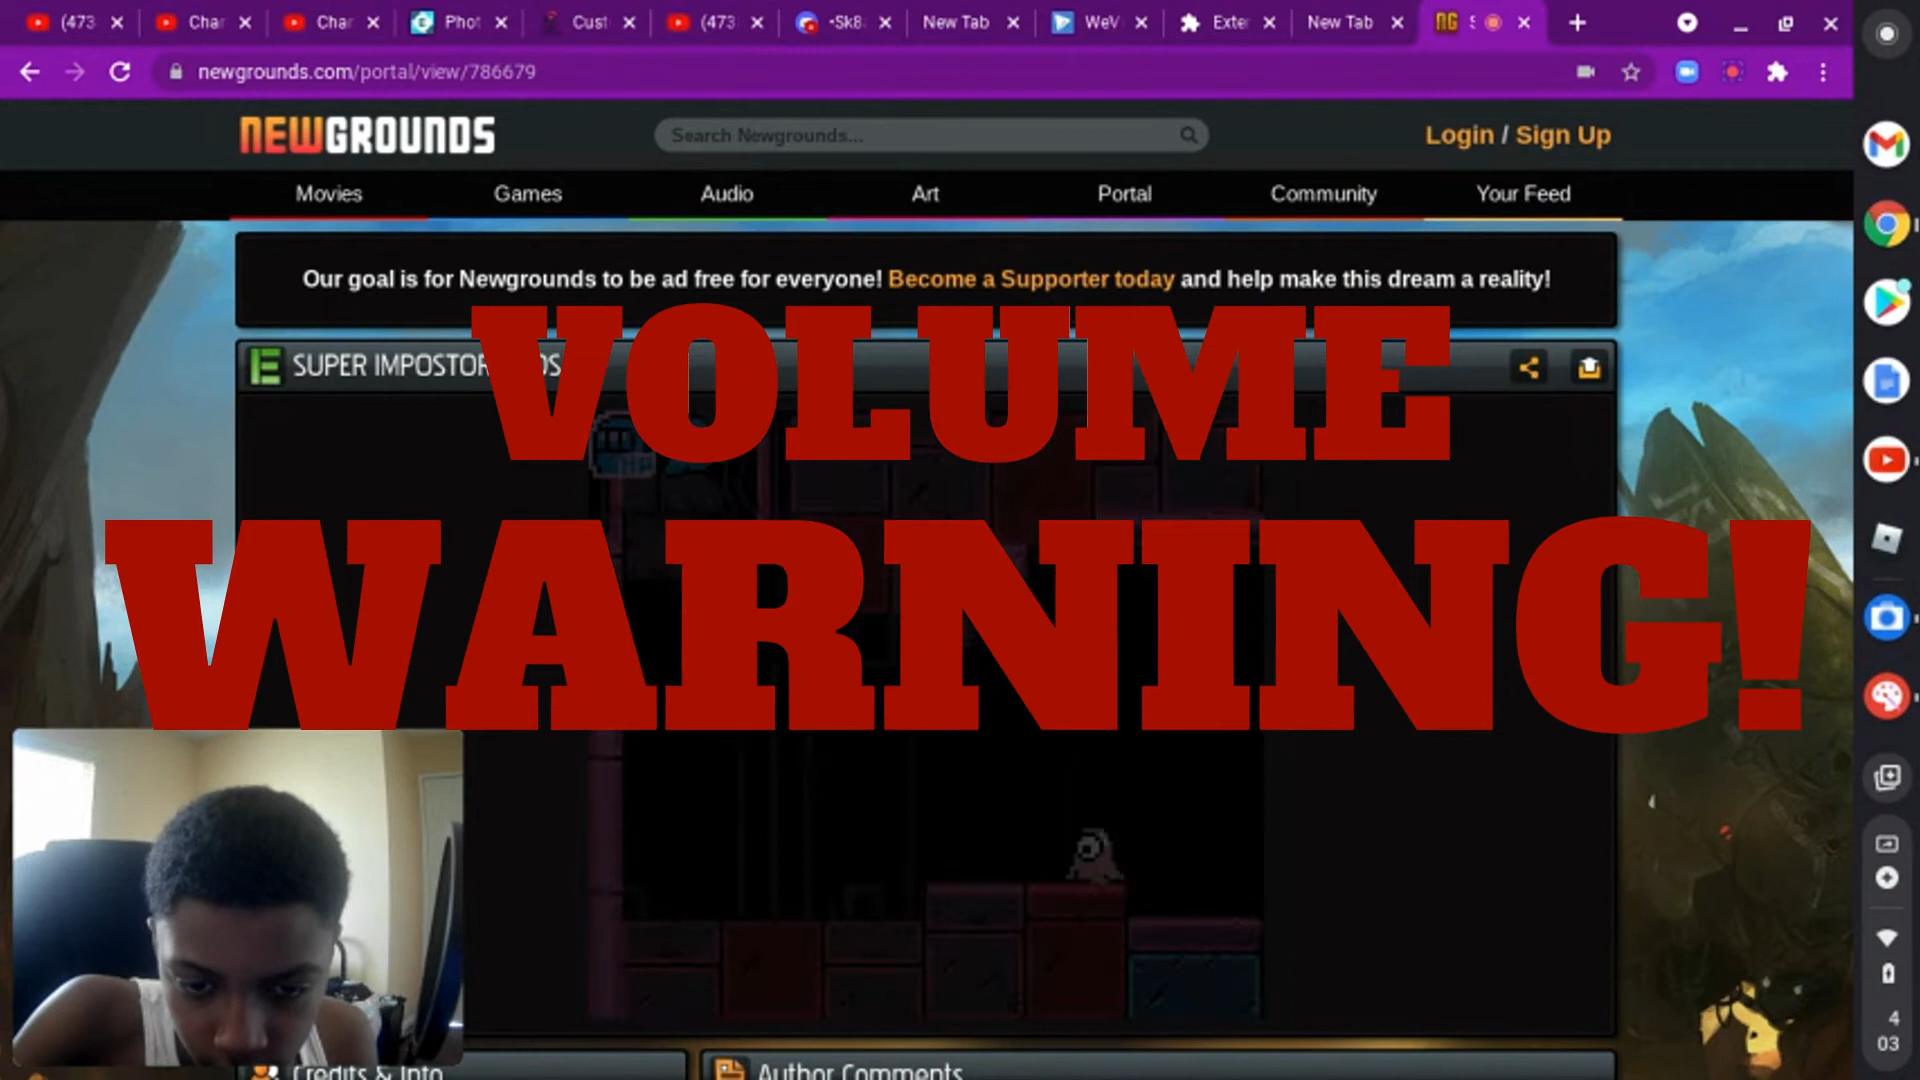 (473
Char
Char
Phot
Cust
(473
•Sk8
New Tab
WeV
Exter
New Tab
newgrounds.com/portal/view/786679
NEWGROUNDS
Search Newgrounds...
Login / Sign Up
Movies
Games
Audio
Art
Portal
Community
Your Feed
Our goal is for Newgrounds to be ad free for everyone! Become a Supporter today and help make this dream a reality!
E SUPER IMPOSTOR
VOLUME
WARNING!
Credits & Info
Author Comments
4
03